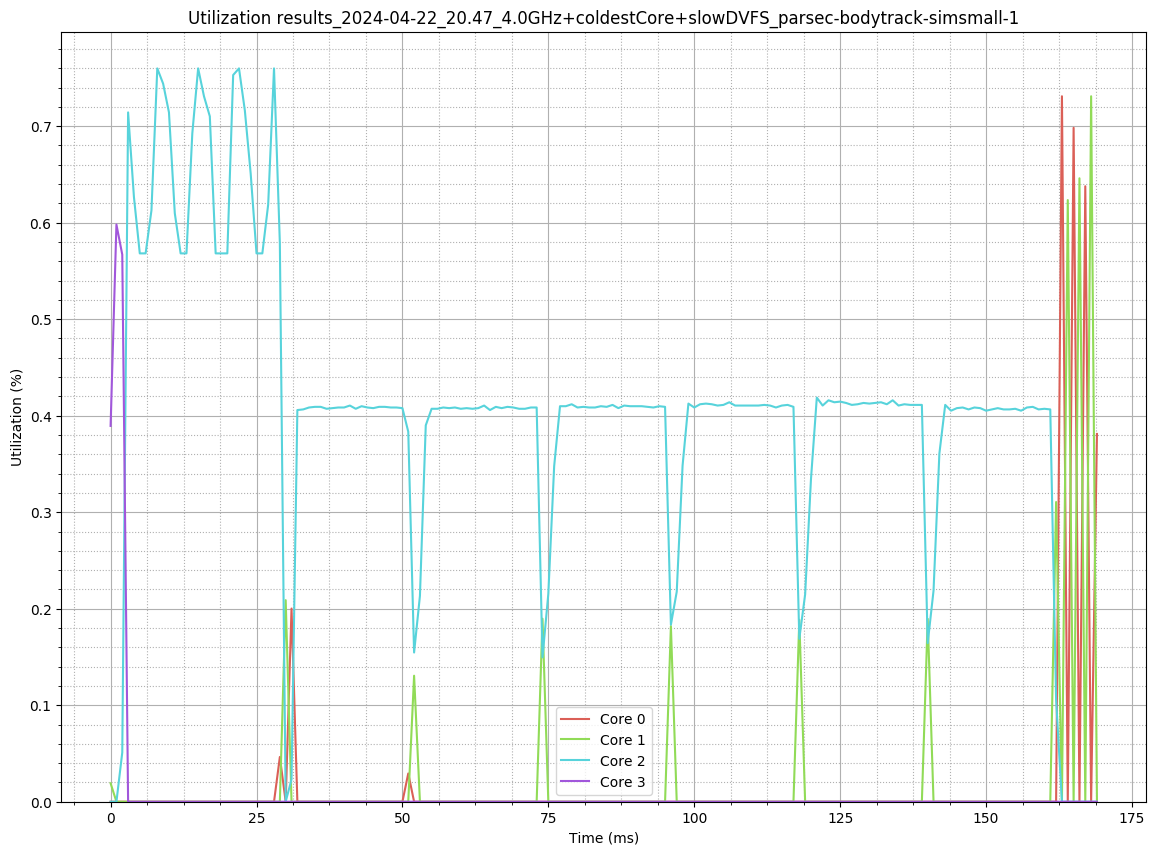 Utilization results_2024-04-22_20.47_4.0GHz+coldestCore+slowDVFS_parsec-bodytrack-simsmall-1
Utilization (%)
0.7
0.6
0.5
0.4
0.3
0.2
0.1
0.0
Core 0
Core 1
Core 2
Core 3
0 25 50 75 100 125 150 175
Time (ms)